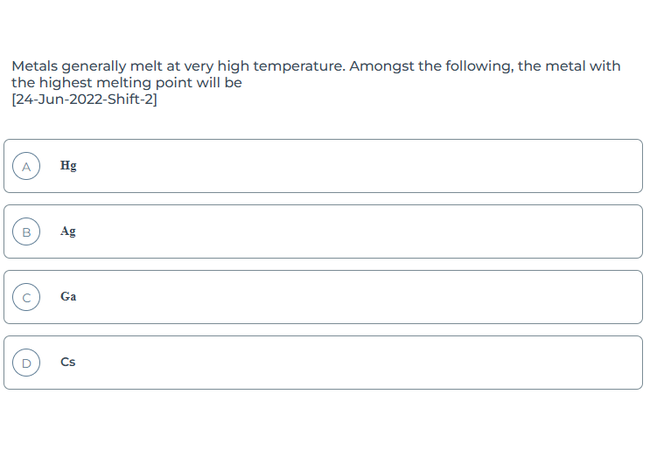 Metals generally melt at very high temperature. Amongst the following, the metal with
the highest melting point will be
[24-Jun-2022-Shift-2]
A Hg
B Ag
C Ga
D Cs